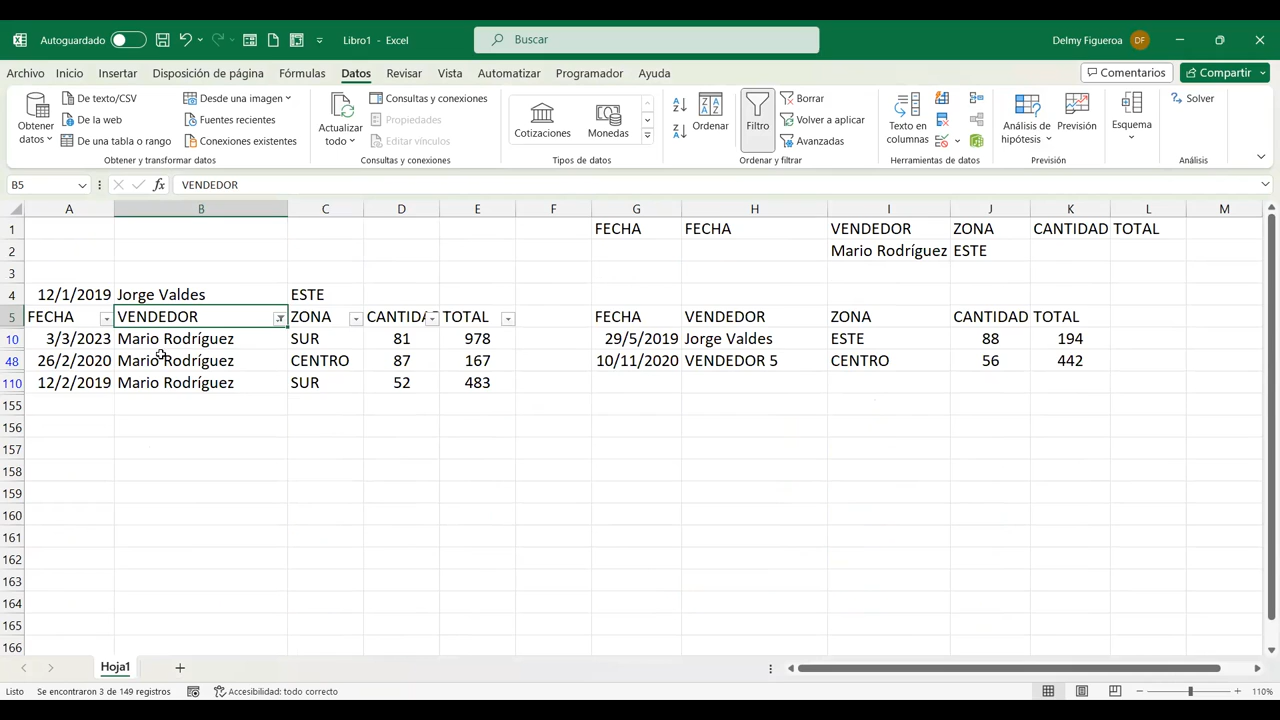 Autoguardado
Libro1 - Excel
Buscar
Delmy Figueroa DF
Archivo Inicio Insertar Disposición de página Fórmulas Datos Revisar Vista Automatizar Programador Ayuda
Comentarios Compartir
Obtener datos
De texto/CSV
De la web
De una tabla o rango
Desde una imagen
Fuentes recientes
Conexiones existentes
Obtener y transformar datos
Actualizar todo
Consultas y conexiones
Propiedades
Editar vínculos
Consultas y conexiones
Cotizaciones Monedas
Tipos de datos
Ordenar
Filtro
Borrar
Volver a aplicar
Avanzadas
Ordenar y filtrar
Texto en columnas
Herramientas de datos
Análisis de hipótesis
Previsión
Previsión
Esquema
Solver
Análisis
B5 fx VENDEDOR
A B C D E F G H I J K L M
1 FECHA FECHA VENDEDOR ZONA CANTIDAD TOTAL
2 Mario Rodríguez ESTE
3
4 12/1/2019 Jorge Valdes ESTE
5 FECHA VENDEDOR ZONA CANTIDA TOTAL FECHA VENDEDOR ZONA CANTIDAD TOTAL
10 3/3/2023 Mario Rodríguez SUR 81 978 29/5/2019 Jorge Valdes ESTE 88 194
48 26/2/2020 Mario Rodríguez CENTRO 87 167 10/11/2020 VENDEDOR 5 CENTRO 56 442
110 12/2/2019 Mario Rodríguez SUR 52 483
155
156
157
158
159
160
161
162
163
164
165
166
Hoja1
Listo Se encontraron 3 de 149 registros Accesibilidad: todo correcto 110%